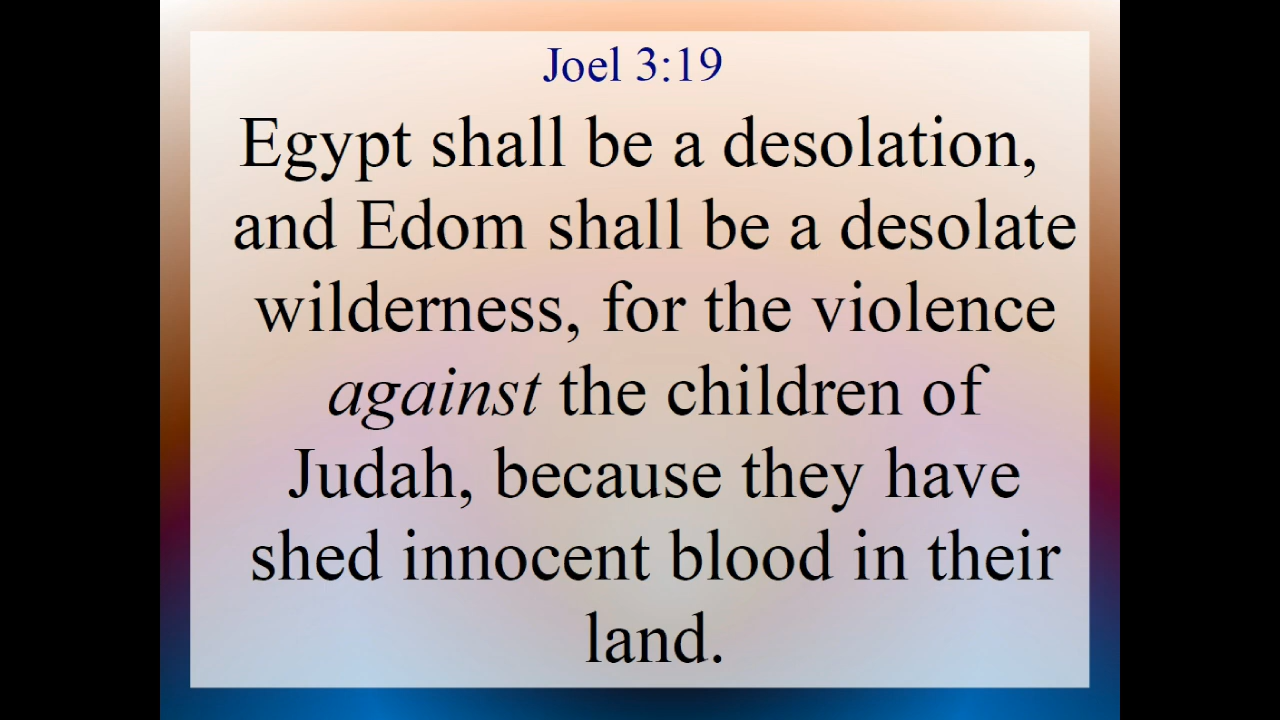 Joel 3:19
Egypt shall be a desolation,
and Edom shall be a desolate
wilderness, for the violence
against the children of
Judah, because they have
shed innocent blood in their
land.